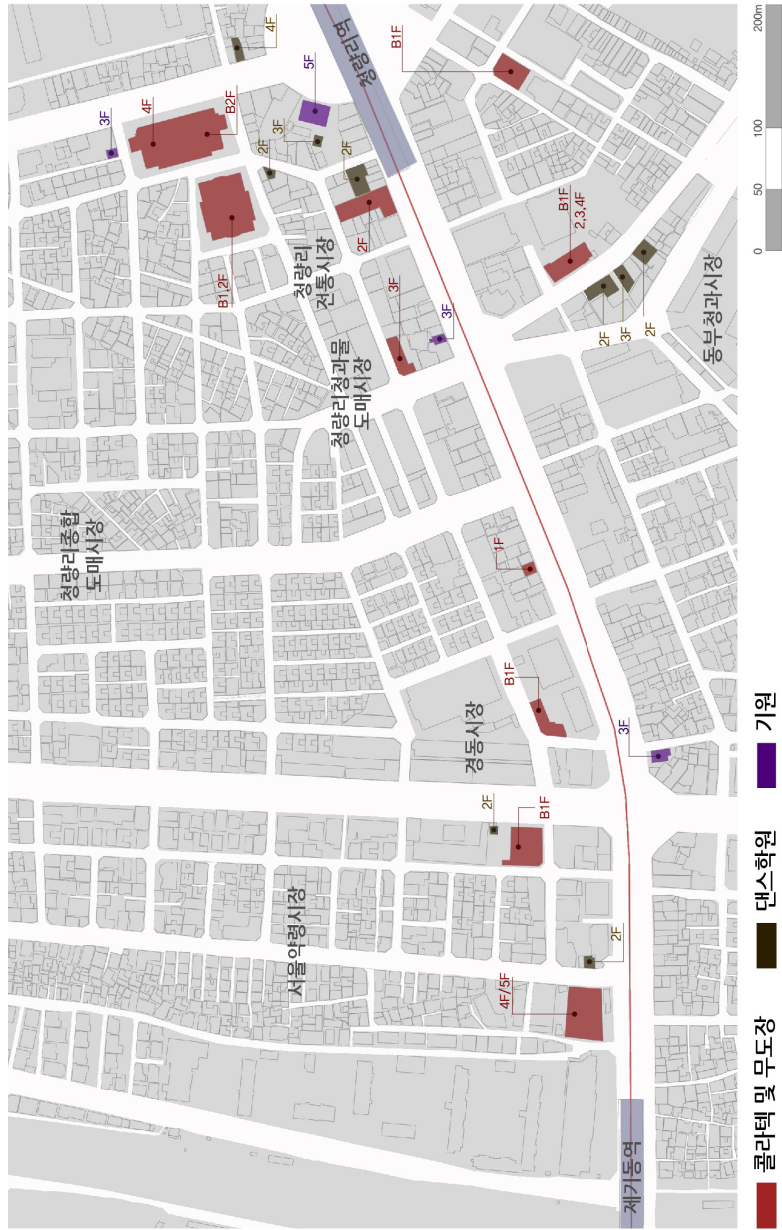 청량리종합
도매시장
3F
4F
B2F
4F
B1,2F
2F
3F
5F
서울약령시장
청량리
전통시장
청량리청과물
도매시장
2F
2F
청량리역
3F
B1F
3F
경동시장
2F
4F/5F
B1F
B1F
1F
B1F
2,3,4F
2F
3F
2F
2F
3F
제기동역
동부청과시장
콜라텍 및 무도장
댄스학원
기원
0 50 100 200m